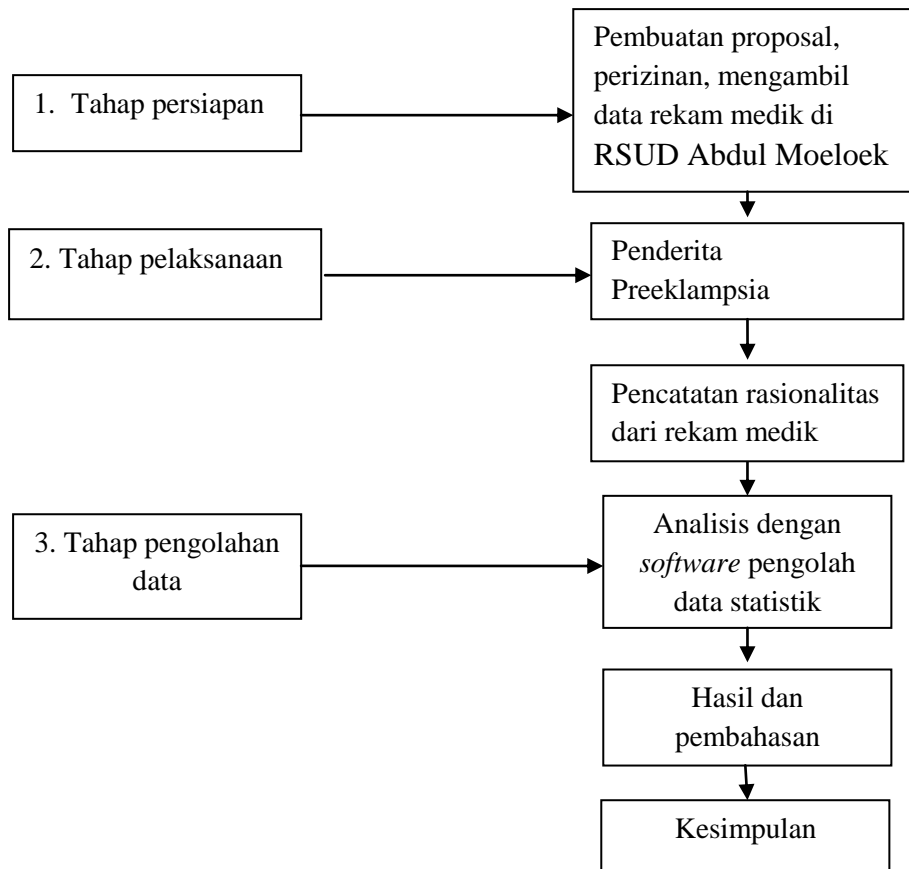 Pembuatan proposal,
perizinan, mengambil
data rekam medik di
RSUD Abdul Moeloek
1. Tahap persiapan
2. Tahap pelaksanaan
Penderita
Preeklampsia
Pencatatan rasionalitas
dari rekam medik
3. Tahap pengolahan
data
Analisis dengan
software pengolah
data statistik
Hasil dan
pembahasan
Kesimpulan